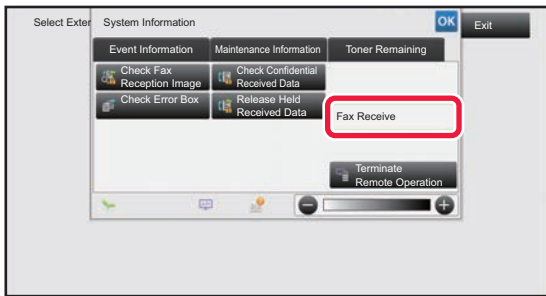 Select Exter
System Information
OK
Exit
Event Information
Maintenance Information
Toner Remaining
Check Fax
Reception Image
Check Confidential
Received Data
Check Error Box
Release Held
Received Data
Fax Receive
Terminate
Remote Operation